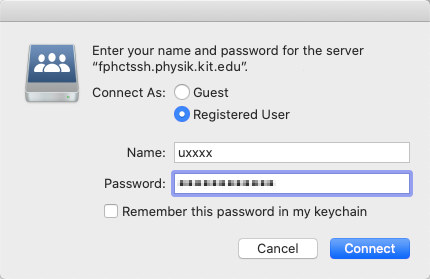 Enter your name and password for the server
“fphctssh.physik.kit.edu”.
Connect As: Guest
Registered User
Name: uxxxx
Password:
Remember this password in my keychain
Cancel Connect